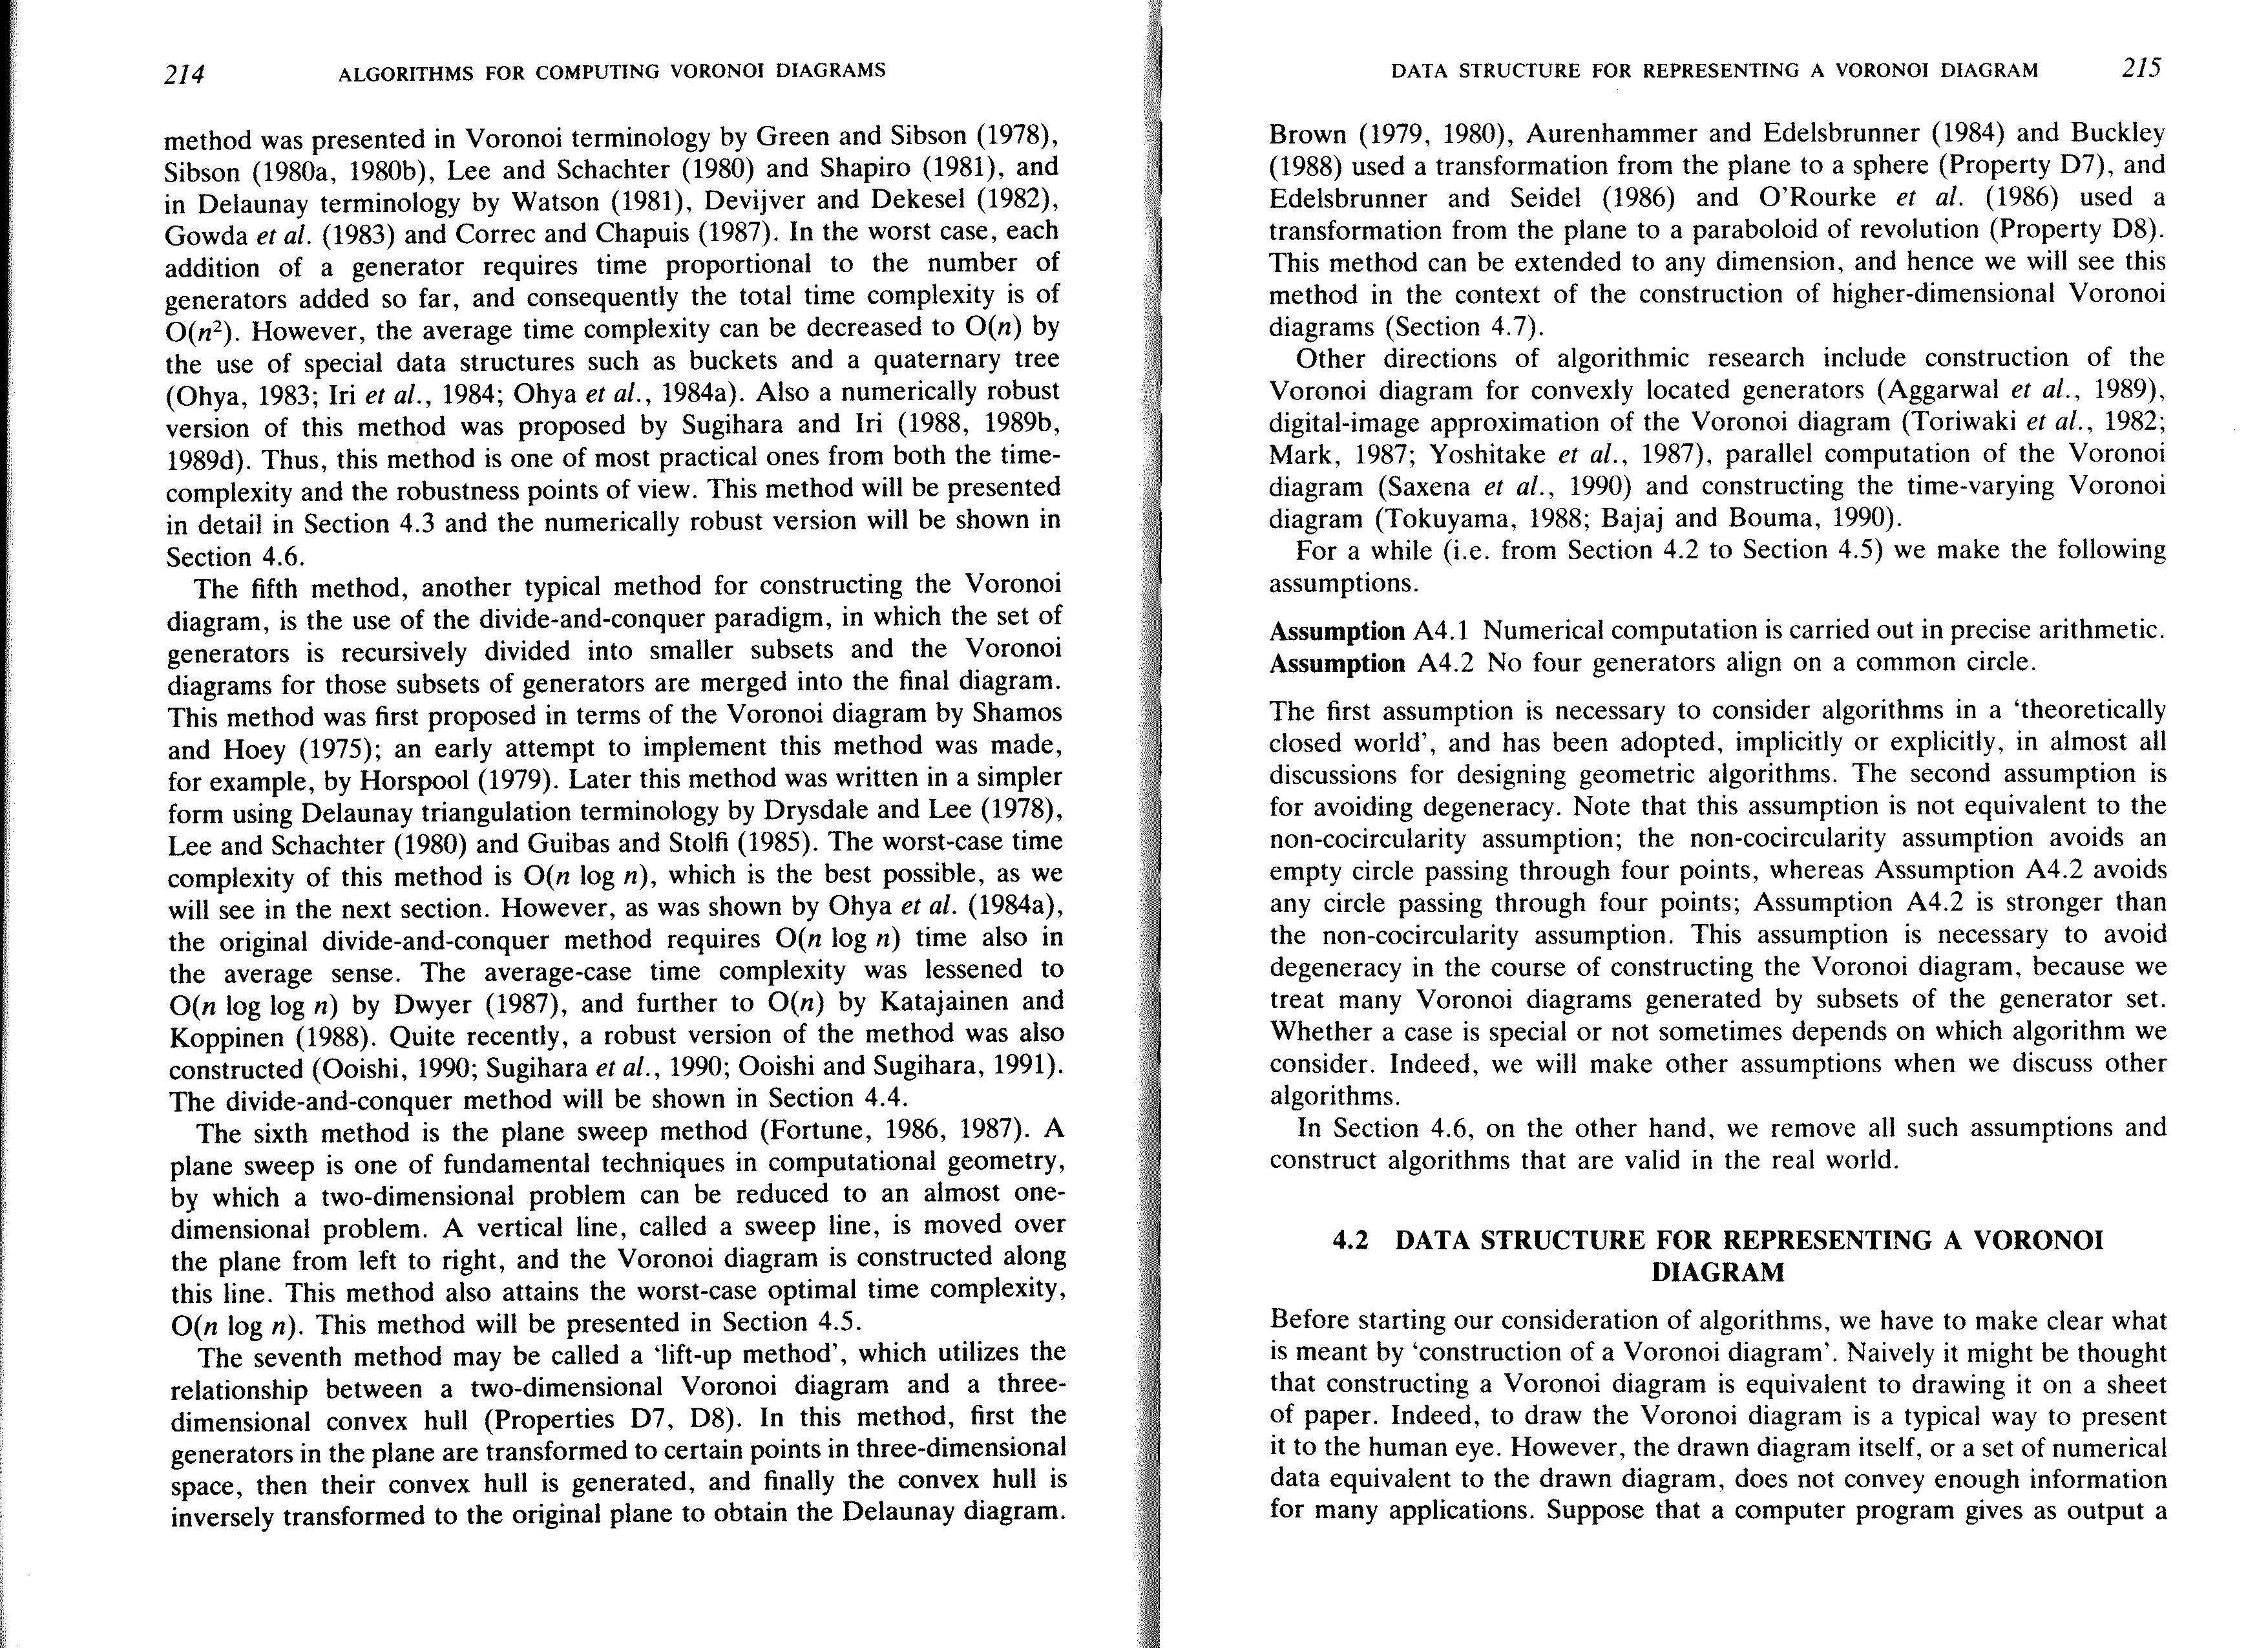 214 ALGORITHMS FOR COMPUTING VORONOI DIAGRAMS
method was presented in Voronoi terminology by Green and Sibson (1978),
Sibson (1980a, 1980b), Lee and Schachter (1980) and Shapiro (1981), and
in Delaunay terminology by Watson (1981), Devijver and Dekesel (1982),
Gowda et al. (1983) and Correc and Chapuis (1987). In the worst case, each
addition of a generator requires time proportional to the number of
generators added so far, and consequently the total time complexity is of
O(n²). However, the average time complexity can be decreased to O(n) by
the use of special data structures such as buckets and a quaternary tree
(Ohya, 1983; Iri et al., 1984; Ohya et al., 1984a). Also a numerically robust
version of this method was proposed by Sugihara and Iri (1988, 1989b,
1989d). Thus, this method is one of most practical ones from both the time-
complexity and the robustness points of view. This method will be presented
in detail in Section 4.3 and the numerically robust version will be shown in
Section 4.6.
The fifth method, another typical method for constructing the Voronoi
diagram, is the use of the divide-and-conquer paradigm, in which the set of
generators is recursively divided into smaller subsets and the Voronoi
diagrams for those subsets of generators are merged into the final diagram.
This method was first proposed in terms of the Voronoi diagram by Shamos
and Hoey (1975); an early attempt to implement this method was made,
for example, by Horspool (1979). Later this method was written in a simpler
form using Delaunay triangulation terminology by Drysdale and Lee (1978),
Lee and Schachter (1980) and Guibas and Stolfi (1985). The worst-case time
complexity of this method is O(n log n), which is the best possible, as we
will see in the next section. However, as was shown by Ohya et al. (1984a),
the original divide-and-conquer method requires O(n log n) time also in
the average sense. The average-case time complexity was lessened to
O(n log log n) by Dwyer (1987), and further to O(n) by Katajainen and
Koppinen (1988). Quite recently, a robust version of the method was also
constructed (Ooishi, 1990; Sugihara et al., 1990; Ooishi and Sugihara, 1991).
The divide-and-conquer method will be shown in Section 4.4.
The sixth method is the plane sweep method (Fortune, 1986, 1987). A
plane sweep is one of fundamental techniques in computational geometry,
by which a two-dimensional problem can be reduced to an almost one-
dimensional problem. A vertical line, called a sweep line, is moved over
the plane from left to right, and the Voronoi diagram is constructed along
this line. This method also attains the worst-case optimal time complexity,
O(n log n). This method will be presented in Section 4.5.
The seventh method may be called a ‘lift-up method’, which utilizes the
relationship between a two-dimensional Voronoi diagram and a three-
dimensional convex hull (Properties D7, D8). In this method, first the
generators in the plane are transformed to certain points in three-dimensional
space, then their convex hull is generated, and finally the convex hull is
inversely transformed to the original plane to obtain the Delaunay diagram.
DATA STRUCTURE FOR REPRESENTING A VORONOI DIAGRAM 215
Brown (1979, 1980), Aurenhammer and Edelsbrunner (1984) and Buckley
(1988) used a transformation from the plane to a sphere (Property D7), and
Edelsbrunner and Seidel (1986) and O’Rourke et al. (1986) used a
transformation from the plane to a paraboloid of revolution (Property D8).
This method can be extended to any dimension, and hence we will see this
method in the context of the construction of higher-dimensional Voronoi
diagrams (Section 4.7).
Other directions of algorithmic research include construction of the
Voronoi diagram for convexly located generators (Aggarwal et al., 1989),
digital-image approximation of the Voronoi diagram (Toriwaki et al., 1982;
Mark, 1987; Yoshitake et al., 1987), parallel computation of the Voronoi
diagram (Saxena et al., 1990) and constructing the time-varying Voronoi
diagram (Tokuyama, 1988; Bajaj and Bouma, 1990).
For a while (i.e. from Section 4.2 to Section 4.5) we make the following
assumptions.
Assumption A4.1 Numerical computation is carried out in precise arithmetic.
Assumption A4.2 No four generators align on a common circle.
The first assumption is necessary to consider algorithms in a ‘theoretically
closed world’, and has been adopted, implicitly or explicitly, in almost all
discussions for designing geometric algorithms. The second assumption is
for avoiding degeneracy. Note that this assumption is not equivalent to the
non-cocircularity assumption; the non-cocircularity assumption avoids an
empty circle passing through four points, whereas Assumption A4.2 avoids
any circle passing through four points; Assumption A4.2 is stronger than
the non-cocircularity assumption. This assumption is necessary to avoid
degeneracy in the course of constructing the Voronoi diagram, because we
treat many Voronoi diagrams generated by subsets of the generator set.
Whether a case is special or not sometimes depends on which algorithm we
consider. Indeed, we will make other assumptions when we discuss other
algorithms.
In Section 4.6, on the other hand, we remove all such assumptions and
construct algorithms that are valid in the real world.
4.2 DATA STRUCTURE FOR REPRESENTING A VORONOI
DIAGRAM
Before starting our consideration of algorithms, we have to make clear what
is meant by ‘construction of a Voronoi diagram’. Naively it might be thought
that constructing a Voronoi diagram is equivalent to drawing it on a sheet
of paper. Indeed, to draw the Voronoi diagram is a typical way to present
it to the human eye. However, the drawn diagram itself, or a set of numerical
data equivalent to the drawn diagram, does not convey enough information
for many applications. Suppose that a computer program gives as output a